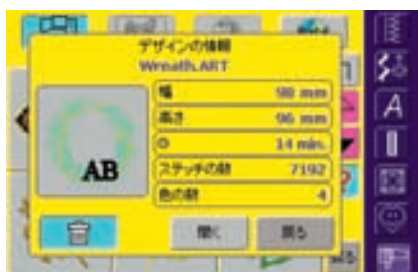 デザインの情報
Wreath.ART
幅 98 mm
高さ 96 mm
14 min.
ステッチの数 7192
色の数 4
AB
開く 戻る
A